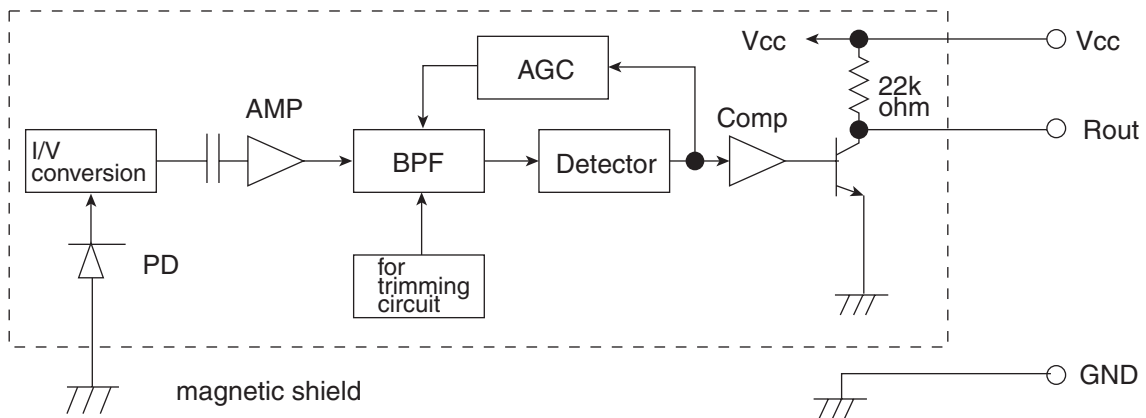 Vcc
Vcc
AGC
22k
ohm
AMP
Comp
Rout
I/V
conversion
BPF
Detector
PD
for
trimming
circuit
magnetic shield
GND